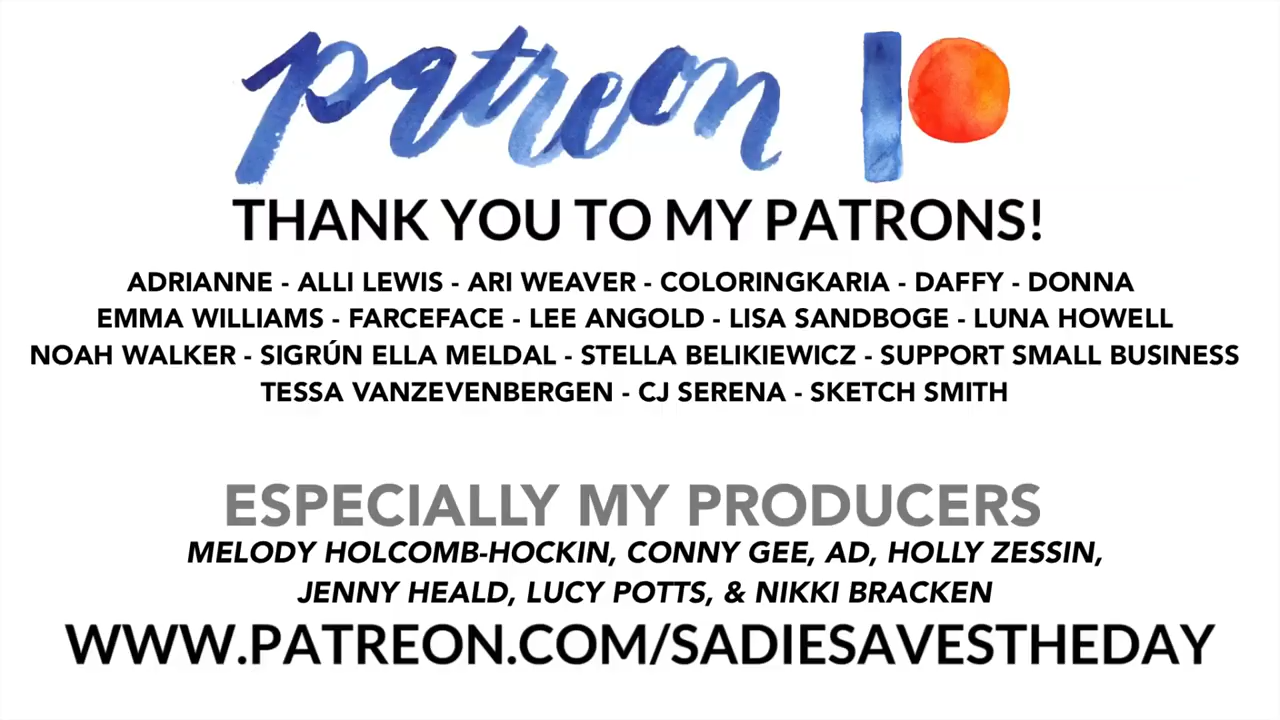 patreon
THANK YOU TO MY PATRONS!
ADRIANNE - ALLI LEWIS - ARI WEAVER - COLORINGKARIA - DAFFY - DONNA
EMMA WILLIAMS - FARCEFACE - LEE ANGOLD - LISA SANDBOGE - LUNA HOWELL
NOAH WALKER - SIGRÚN ELLA MELDAL - STELLA BELIKIEWICZ - SUPPORT SMALL BUSINESS
TESSA VANZEVENBERGEN - CJ SERENA - SKETCH SMITH
ESPECIALLY MY PRODUCERS
MELODY HOLCOMB-HOCKIN, CONNY GEE, AD, HOLLY ZESSIN,
JENNY HEALD, LUCY POTTS, & NIKKI BRACKEN
WWW.PATREON.COM/SADIESAVESTHEDAY